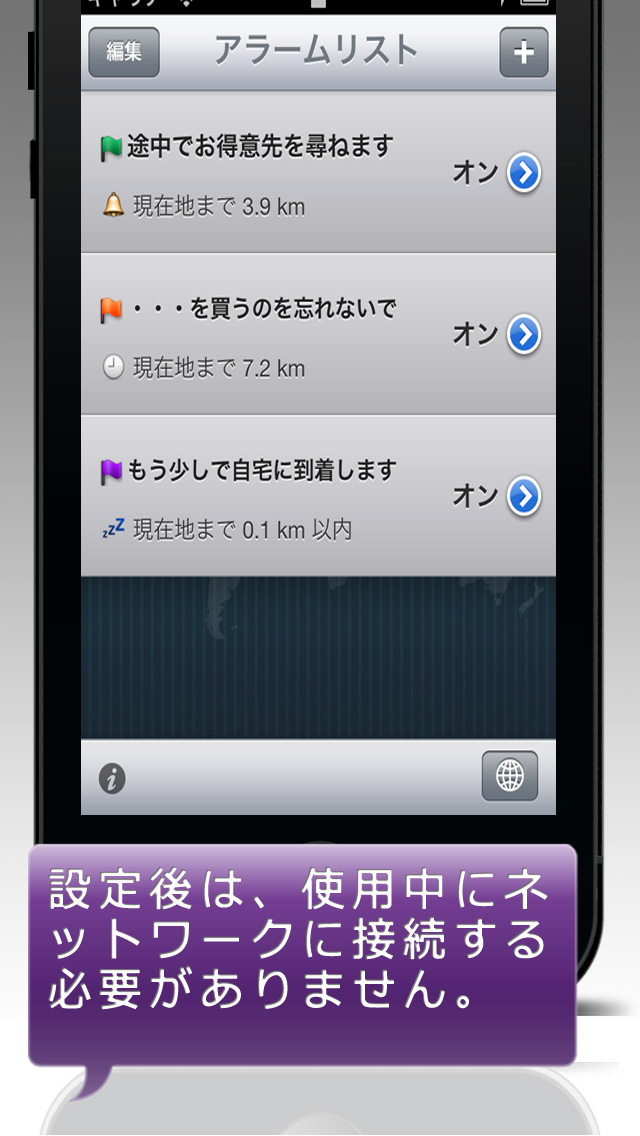 編集
アラームリスト
+
途中でお得意先を尋ねます
現在地まで 3.9 km
オン
・・・を買うのを忘れないで
現在地まで 7.2 km
オン
もう少しで自宅に到着します
zzZ 現在地まで 0.1 km 以内
オン
i
設定後は、使用中にネ
ットワークに接続する
必要がありません。